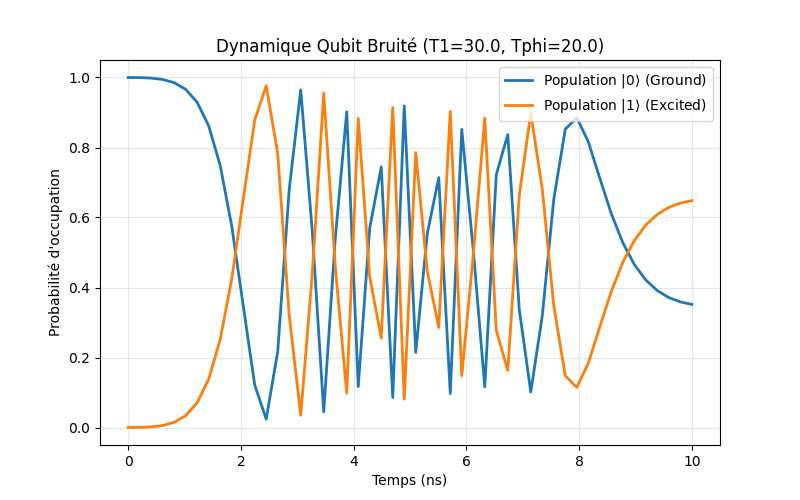 Dynamique Qubit Bruité (T1=30.0, Tphi=20.0)
Population |0⟩ (Ground)
Population |1⟩ (Excited)
Probabilité d'occupation
1.0
0.8
0.6
0.4
0.2
0.0
0 2 4 6 8 10
Temps (ns)